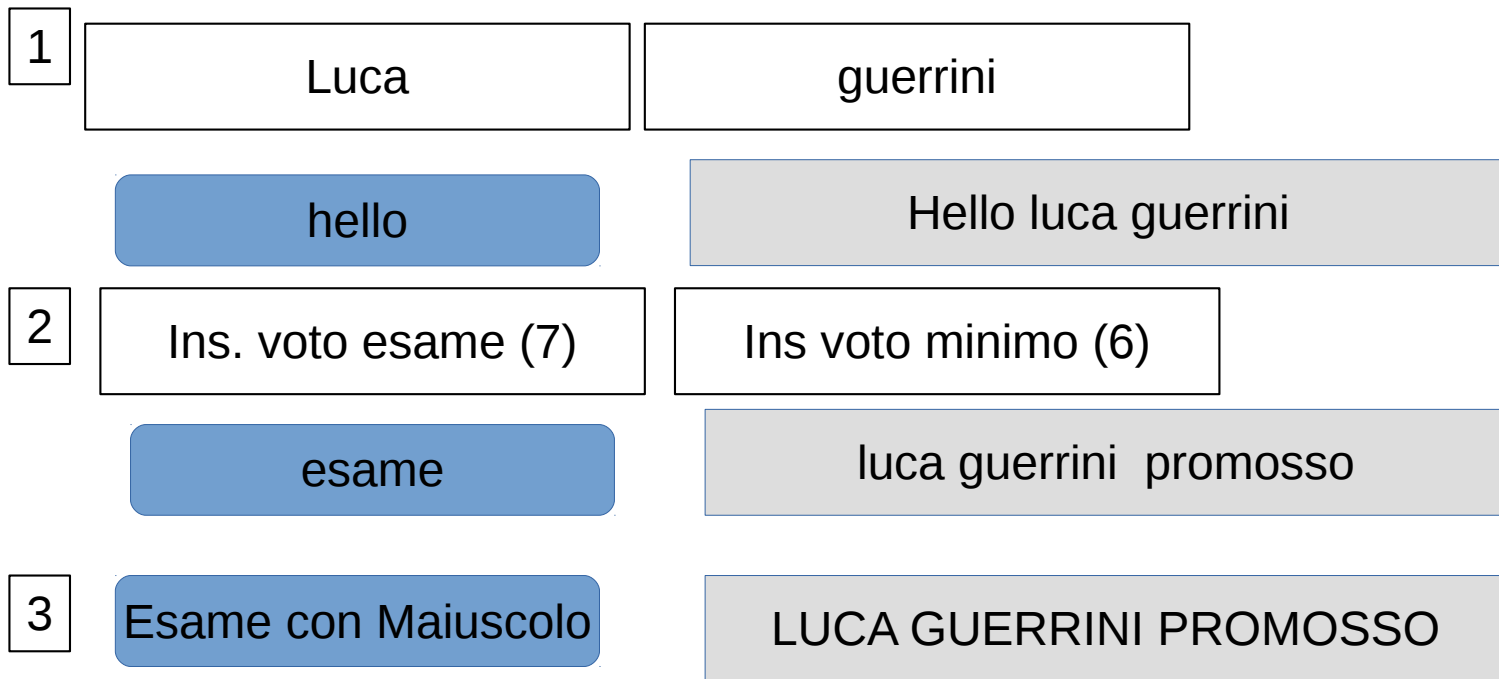 1
Luca guerrini
hello Hello luca guerrini
2
Ins. voto esame (7) Ins voto minimo (6)
esame luca guerrini  promosso
3
Esame con Maiuscolo LUCA GUERRINI PROMOSSO